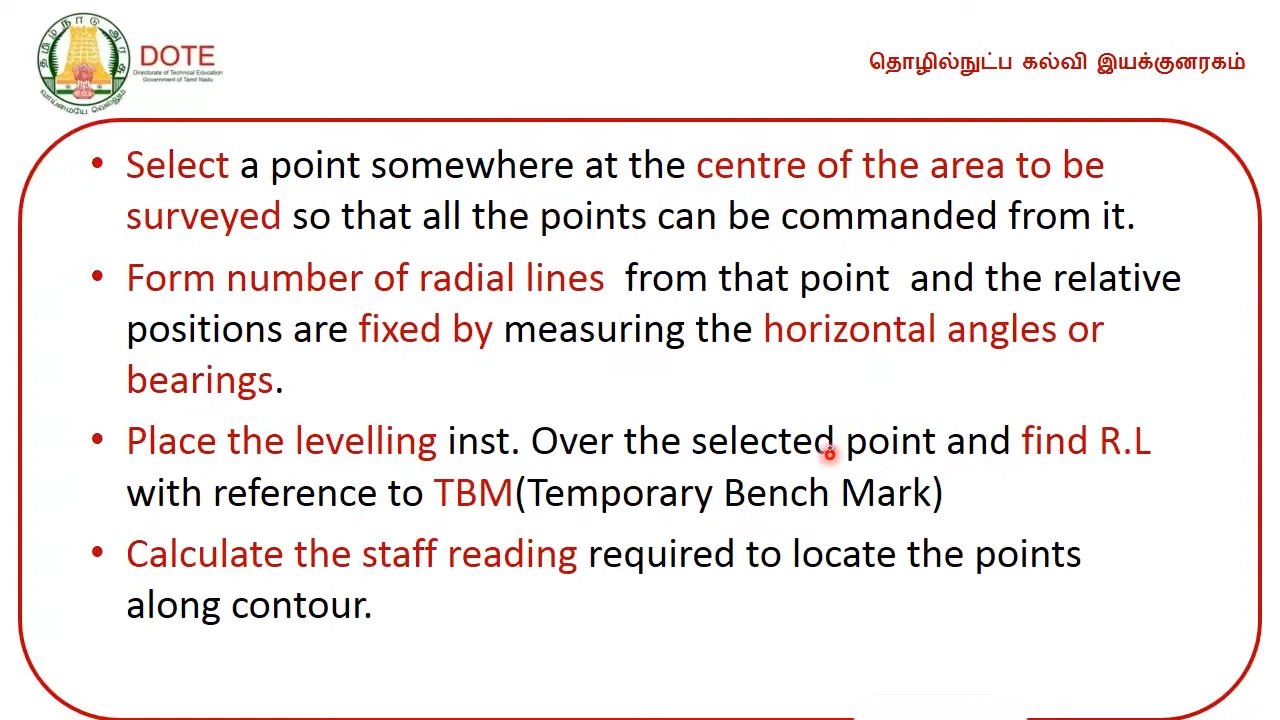 தமிழ்நாடு அரசு
வாய்மையே வெல்லும்
DOTE
Directorate of Technical Education
Government of Tamil Nadu
தொழில்நுட்ப கல்வி இயக்குனரகம்
• Select a point somewhere at the centre of the area to be
surveyed so that all the points can be commanded from it.
• Form number of radial lines from that point and the relative
positions are fixed by measuring the horizontal angles or
bearings.
• Place the levelling inst. Over the selected point and find R.L
with reference to TBM(Temporary Bench Mark)
• Calculate the staff reading required to locate the points
along contour.